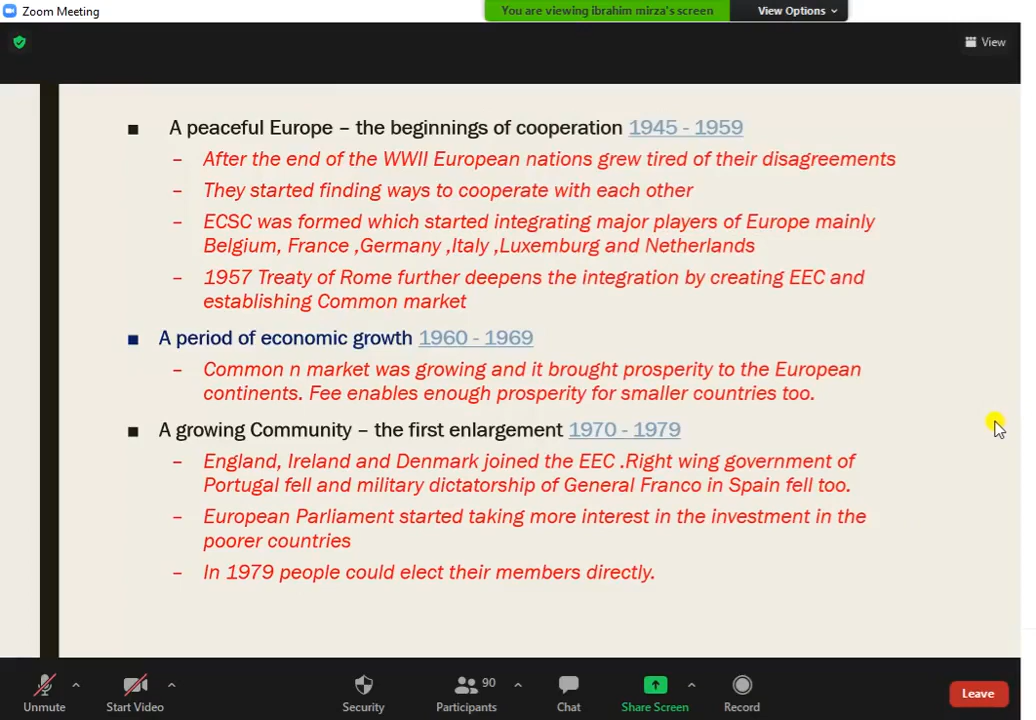 Zoom Meeting
You are viewing ibrahim mirza's screen
View Options
View
A peaceful Europe – the beginnings of cooperation 1945 - 1959
– After the end of the WWII European nations grew tired of their disagreements
– They started finding ways to cooperate with each other
– ECSC was formed which started integrating major players of Europe mainly
Belgium, France ,Germany ,Italy ,Luxemburg and Netherlands
– 1957 Treaty of Rome further deepens the integration by creating EEC and
establishing Common market
A period of economic growth 1960 - 1969
– Common n market was growing and it brought prosperity to the European
continents. Fee enables enough prosperity for smaller countries too.
A growing Community – the first enlargement 1970 - 1979
– England, Ireland and Denmark joined the EEC .Right wing government of
Portugal fell and military dictatorship of General Franco in Spain fell too.
– European Parliament started taking more interest in the investment in the
poorer countries
– In 1979 people could elect their members directly.
Unmute
Start Video
Security
Participants
90
Chat
Share Screen
Record
Leave